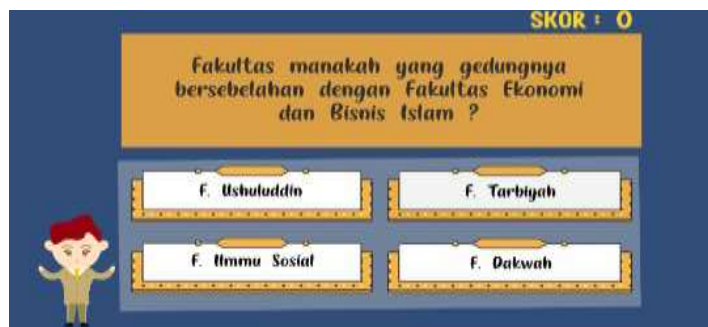 SKOR : 0
Fakultas manakah yang gedungnya
bersebelahan dengan Fakultas Ekonomi
dan Bisnis Islam ?
F. Ushuluddin
F. Tarbiyah
F. Ilmmu Sosial
F. Dakwah